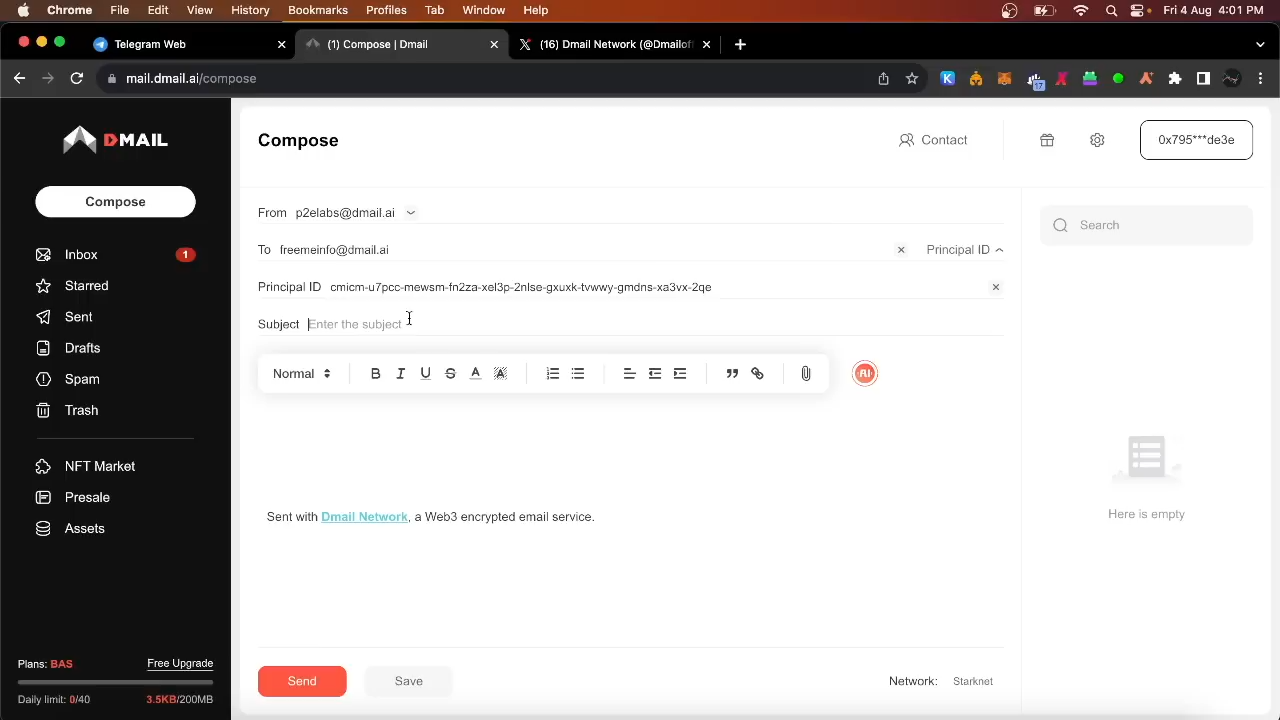 Chrome File Edit View History Bookmarks Profiles Tab Window Help Fri 4 Aug 4:01 PM
Telegram Web
(1) Compose | Dmail
(16) Dmail Network (@Dmailof
mail.dmail.ai/compose
17
DMAIL
Compose
Inbox 1
Starred
Sent
Drafts
Spam
Trash
NFT Market
Presale
Assets
Plans: BAS Free Upgrade
Daily limit: 0/40 3.5KB/200MB
Compose
Contact
0x795***de3e
From p2elabs@dmail.ai
To freemeinfo@dmail.ai Principal ID
Principal ID cmicm-u7pcc-mewsm-fn2za-xel3p-2nlse-gxuxk-tvwwy-gmdns-xa3vx-2qe
Subject Enter the subject
Normal B I U S A A AI
Sent with Dmail Network, a Web3 encrypted email service.
Send Save Network: Starknet
Search
Here is empty